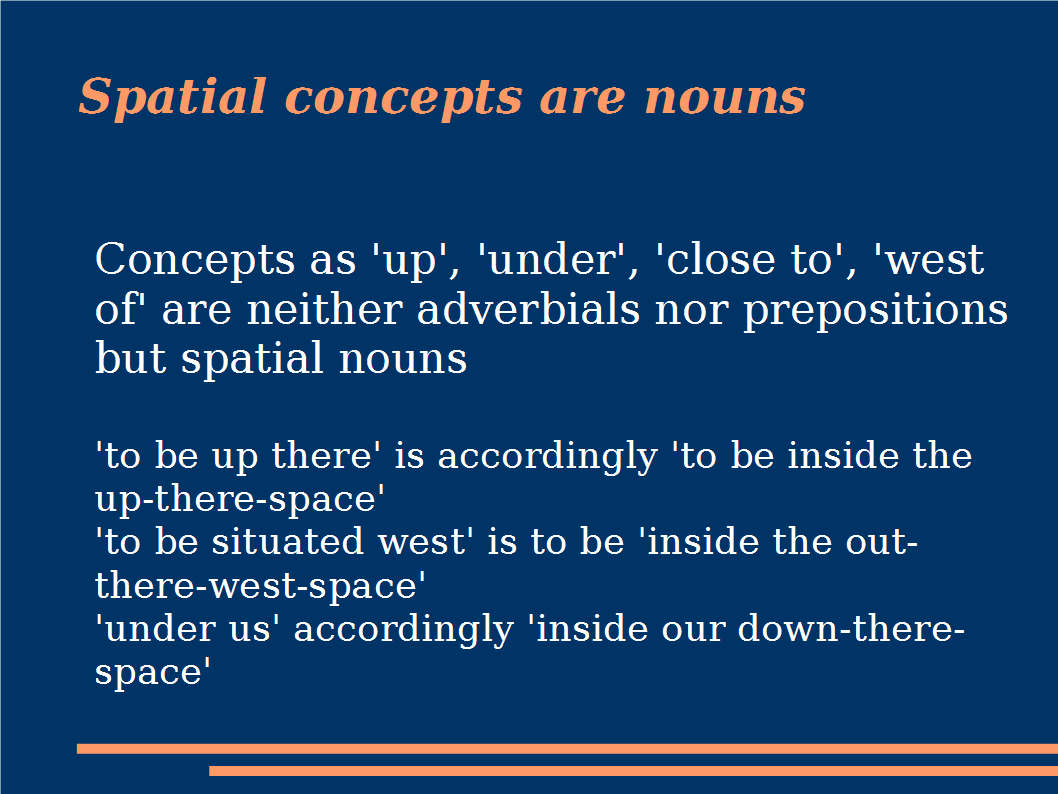 Spatial concepts are nouns
Concepts as 'up', 'under', 'close to', 'west
of' are neither adverbials nor prepositions
but spatial nouns
'to be up there' is accordingly 'to be inside the
up-there-space'
'to be situated west' is to be 'inside the out-
there-west-space'
'under us' accordingly 'inside our down-there-
space'